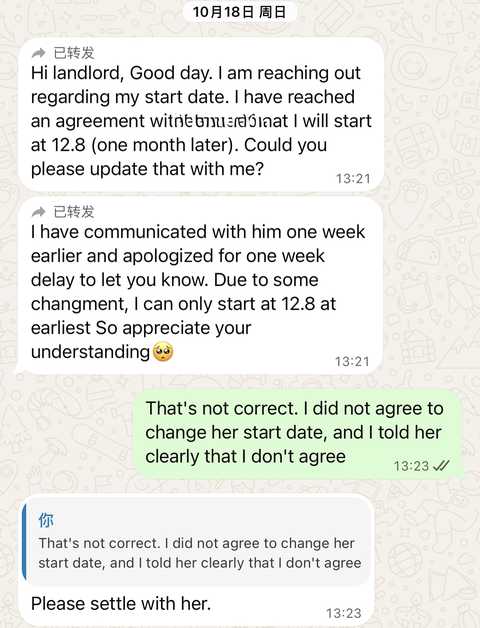 10月18日 周日
已转发
Hi landlord, Good day. I am reaching out
regarding my start date. I have reached
an agreement with that I will start
at 12.8 (one month later). Could you
please update that with me?
13:21
已转发
I have communicated with him one week
earlier and apologized for one week
delay to let you know. Due to some
changment, I can only start at 12.8 at
earliest So appreciate your
understanding🥺
13:21
That's not correct. I did not agree to
change her start date, and I told her
clearly that I don't agree
13:23
你
That's not correct. I did not agree to change her
start date, and I told her clearly that I don't agree
Please settle with her.
13:23